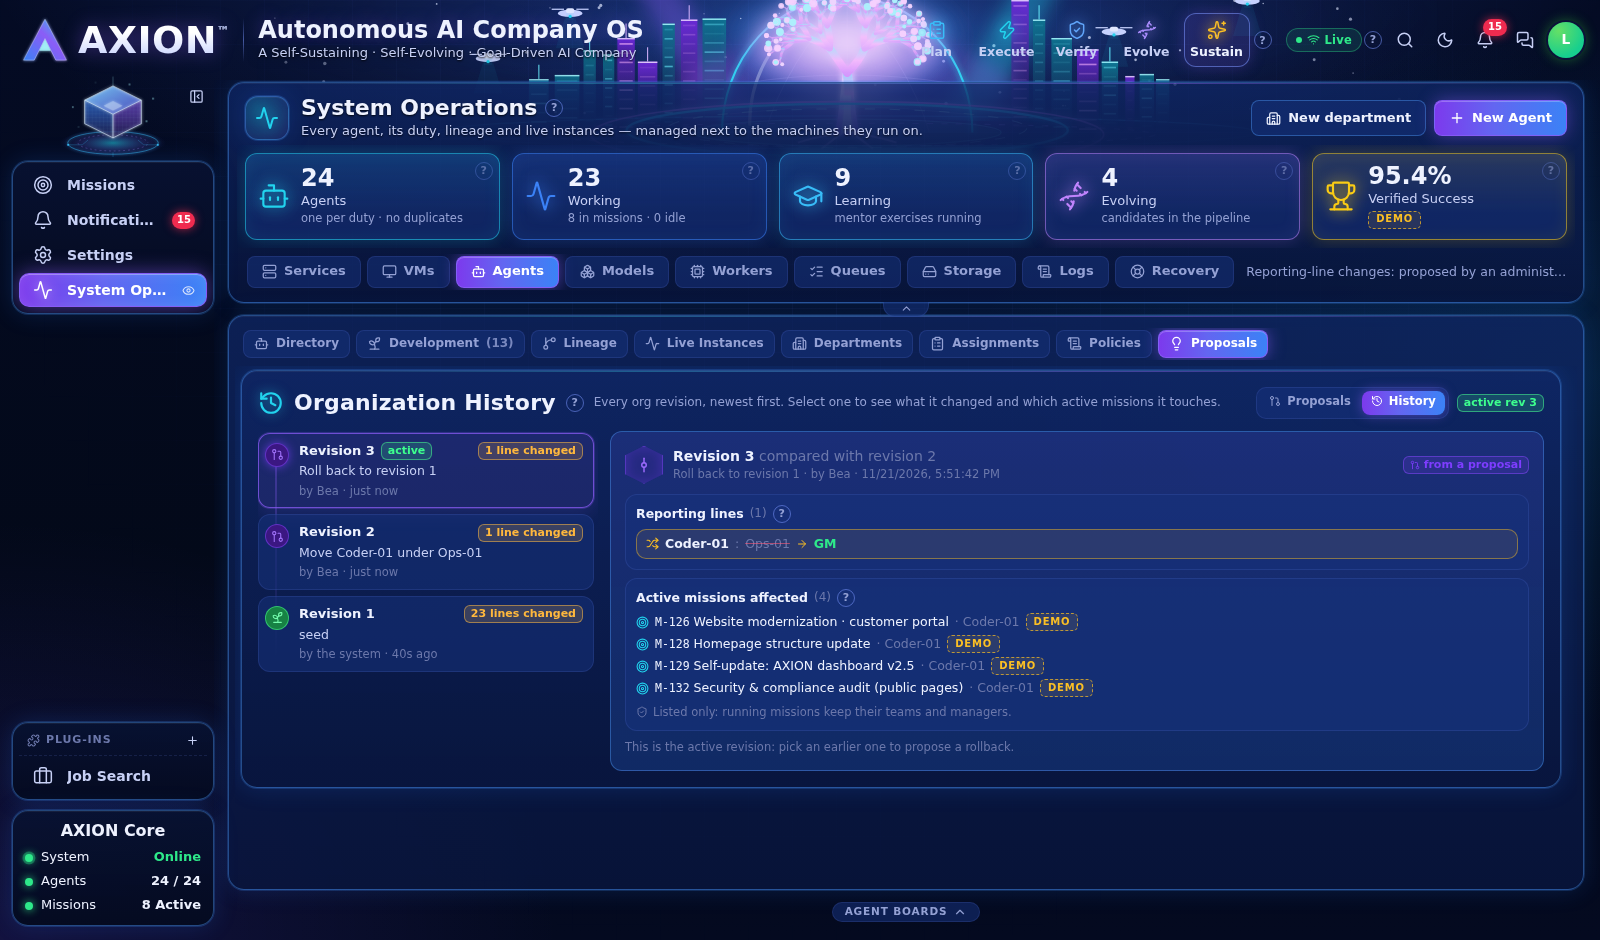 AXION™
Autonomous AI Company OS
A Self-Sustaining · Self-Evolving · Goal-Driven AI Company
Plan
Execute
Verify
Evolve
Sustain
?
Live
?
15
L
Missions
Notificati…
15
Settings
System Op…
PLUG-INS
+
Job Search
AXION Core
System Online
Agents 24 / 24
Missions 8 Active
System Operations ?
Every agent, its duty, lineage and live instances — managed next to the machines they run on.
New department
+ New Agent
24
Agents
one per duty · no duplicates
?
23
Working
8 in missions · 0 idle
?
9
Learning
mentor exercises running
?
4
Evolving
candidates in the pipeline
?
95.4%
Verified Success
DEMO
?
Services
VMs
Agents
Models
Workers
Queues
Storage
Logs
Recovery
Reporting-line changes: proposed by an administ…
Directory
Development (13)
Lineage
Live Instances
Departments
Assignments
Policies
Proposals
Organization History ?
Every org revision, newest first. Select one to see what it changed and which active missions it touches.
Proposals
History
active rev 3
Revision 3 active 1 line changed
Roll back to revision 1
by Bea · just now
Revision 2 1 line changed
Move Coder-01 under Ops-01
by Bea · just now
Revision 1 23 lines changed
seed
by the system · 40s ago
Revision 3 compared with revision 2
Roll back to revision 1 · by Bea · 11/21/2026, 5:51:42 PM
from a proposal
Reporting lines (1) ?
Coder-01 : Ops-01 → GM
Active missions affected (4) ?
M-126 Website modernization · customer portal · Coder-01 DEMO
M-128 Homepage structure update · Coder-01 DEMO
M-129 Self-update: AXION dashboard v2.5 · Coder-01 DEMO
M-132 Security & compliance audit (public pages) · Coder-01 DEMO
Listed only: running missions keep their teams and managers.
This is the active revision: pick an earlier one to propose a rollback.
AGENT BOARDS